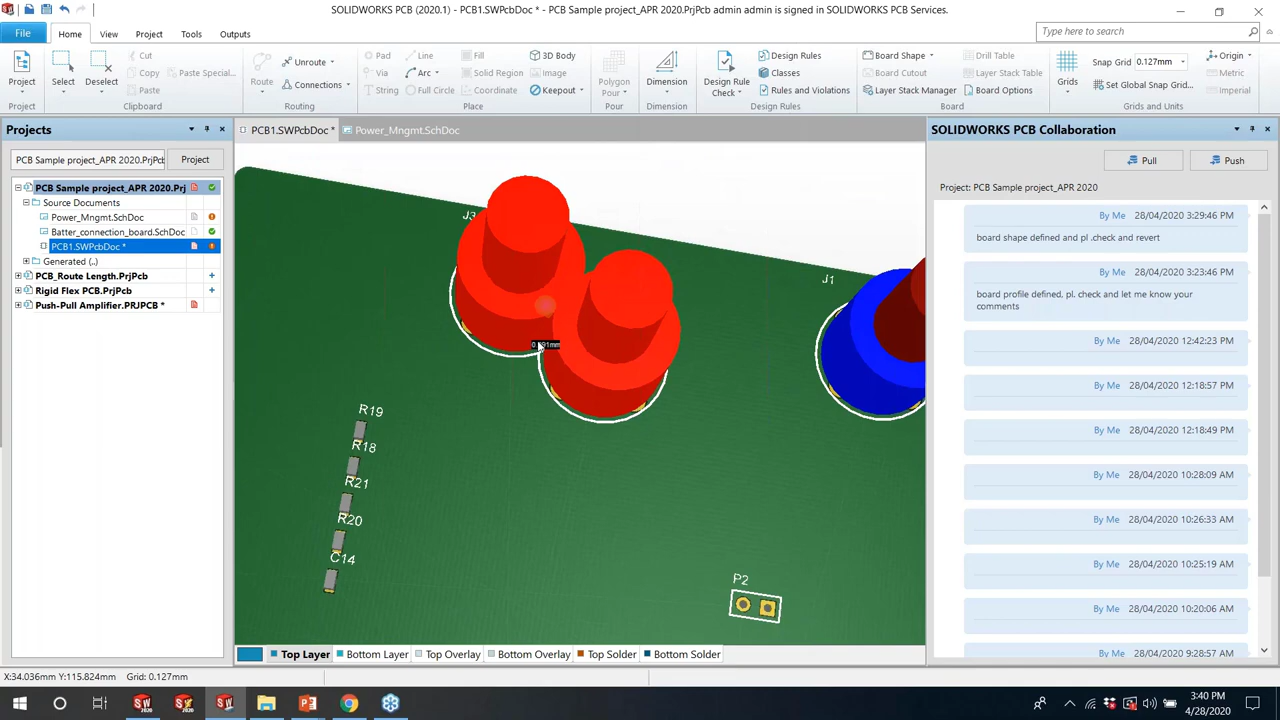 SOLIDWORKS PCB (2020.1) - PCB1.SWPcbDoc * - PCB Sample project_APR 2020.PrjPcb admin admin is signed in SOLIDWORKS PCB Services.
File Home View Project Tools Outputs
Type here to search
Project
Select
Deselect
Cut
Copy
Paste
Paste Special...
Route
Unroute
Connections
Pad
Via
String
Line
Arc
Full Circle
Fill
Solid Region
Coordinate
3D Body
Image
Keepout
Polygon Pour
Dimension
Design Rule Check
Design Rules
Classes
Rules and Violations
Board Shape
Board Cutout
Layer Stack Manager
Drill Table
Layer Stack Table
Board Options
Grids
Snap Grid 0.127mm
Set Global Snap Grid...
Origin
Metric
Imperial
Project Clipboard Routing Place Pour Dimension Design Rules Board Grids and Units
Projects
PCB Sample project_APR 2020.PrjPcb
Project
PCB Sample project_APR 2020.Prj
Source Documents
Power_Mngmt.SchDoc
Batter_connection_board.SchDoc
PCB1.SWPcbDoc *
Generated (..)
PCB_Route Length.PrjPcb
Rigid Flex PCB.PrjPcb
Push-Pull Amplifier.PRJPCB *
PCB1.SWPcbDoc *
Power_Mngmt.SchDoc
J3
J1
R19
R18
R21
R20
C14
P2
Top Layer
Bottom Layer
Top Overlay
Bottom Overlay
Top Solder
Bottom Solder
SOLIDWORKS PCB Collaboration
Pull
Push
Project: PCB Sample project_APR 2020
By Me 28/04/2020 3:29:46 PM
board shape defined and pl .check and revert
By Me 28/04/2020 3:23:46 PM
board profile defined, pl. check and let me know your
comments
By Me 28/04/2020 12:42:23 PM
By Me 28/04/2020 12:18:57 PM
By Me 28/04/2020 12:18:49 PM
By Me 28/04/2020 10:28:09 AM
By Me 28/04/2020 10:26:33 AM
By Me 28/04/2020 10:25:19 AM
By Me 28/04/2020 10:20:06 AM
By Me 28/04/2020 9:28:57 AM
X:34.036mm Y:115.824mm Grid: 0.127mm
3:40 PM
4/28/2020